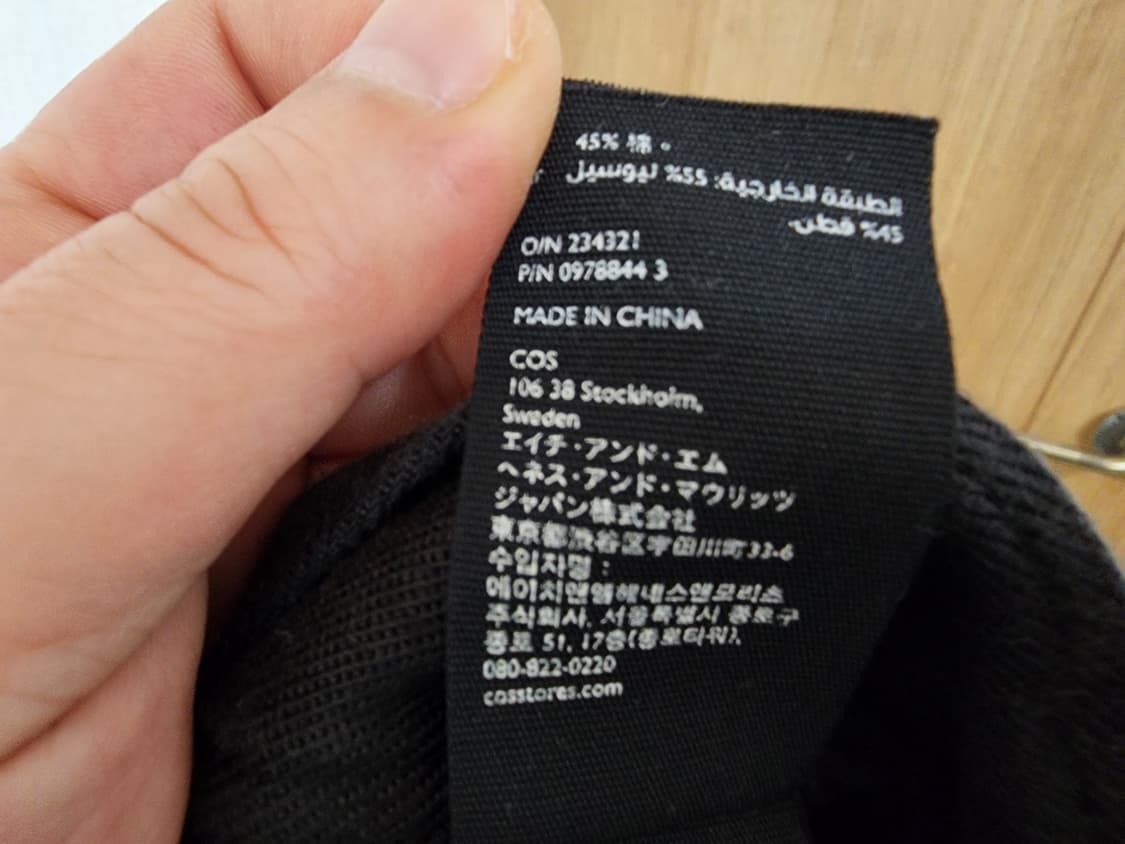 45% 棉。
الطبقة الخارجية: 55% ليوسيل
45% قطن.
O/N 234321
P/N 0978844 3
MADE IN CHINA
COS
106 38 Stockholm,
Sweden
エイチ・アンド・エム
ヘネス・アンド・マウリッツ
ジャパン株式会社
東京都渋谷区宇田川町33-6
수입자명 :
에이치앤엠헤네스앤모리츠
주식회사, 서울특별시 종로구
종로 51, 17층(종로타워),
080-822-0220
cosstores.com